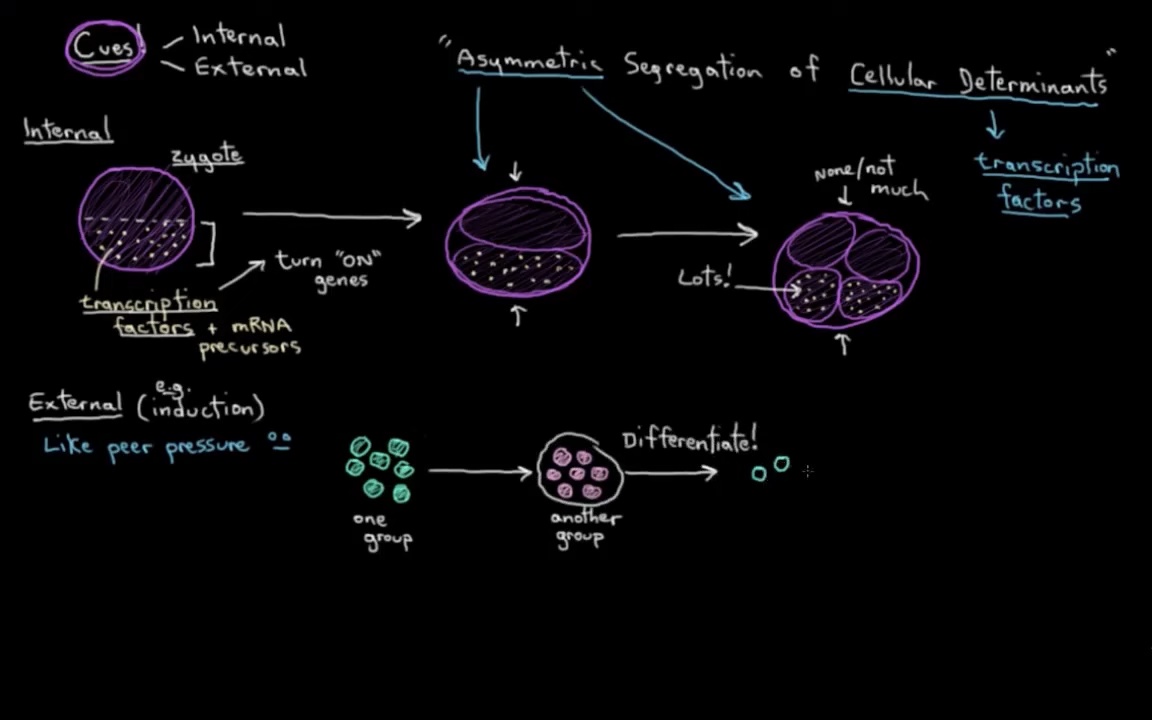 Cues!
Internal
External
"Asymmetric Segregation of Cellular Determinants"
transcription
factors
Internal
zygote
transcription
factors + mRNA
precursors
turn "ON"
genes
None/not
much
Lots!
External (induction)
e.g.
Like peer pressure
one
group
another
group
Differentiate!